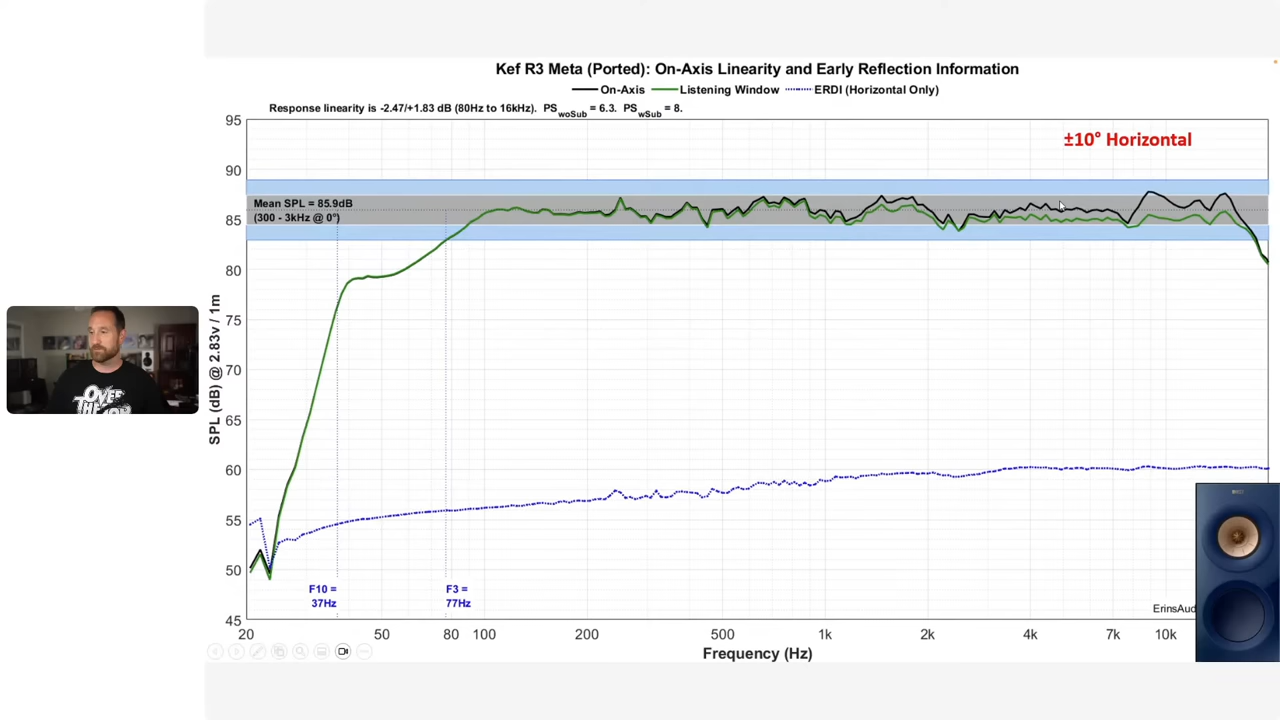 Kef R3 Meta (Ported): On-Axis Linearity and Early Reflection Information
On-Axis Listening Window ERDI (Horizontal Only)
Response linearity is -2.47/+1.83 dB (80Hz to 16kHz). PSwoSub = 6.3. PSwSub = 8.
±10° Horizontal
Mean SPL = 85.9dB
(300 - 3kHz @ 0°)
95
90
85
80
75
70
65
60
55
50
45
SPL (dB) @ 2.83v / 1m
F10 =
37Hz
F3 =
77Hz
ErinsAud
20 50 80 100 200 500 1k 2k 4k 7k 10k
Frequency (Hz)
OVER
THE